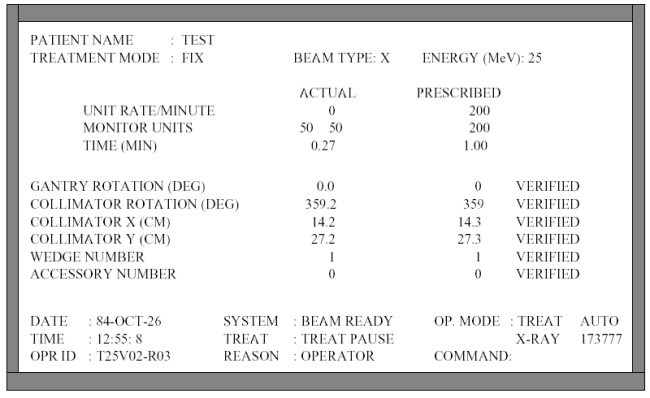 PATIENT NAME : TEST
TREATMENT MODE : FIX BEAM TYPE: X ENERGY (MeV): 25
ACTUAL PRESCRIBED
UNIT RATE/MINUTE 0 200
MONITOR UNITS 50 50 200
TIME (MIN) 0.27 1.00
GANTRY ROTATION (DEG) 0.0 0 VERIFIED
COLLIMATOR ROTATION (DEG) 359.2 359 VERIFIED
COLLIMATOR X (CM) 14.2 14.3 VERIFIED
COLLIMATOR Y (CM) 27.2 27.3 VERIFIED
WEDGE NUMBER 1 1 VERIFIED
ACCESSORY NUMBER 0 0 VERIFIED
DATE : 84-OCT-26 SYSTEM : BEAM READY OP. MODE : TREAT AUTO
TIME : 12:55: 8 TREAT : TREAT PAUSE X-RAY 173777
OPR ID : T25V02-R03 REASON : OPERATOR COMMAND: